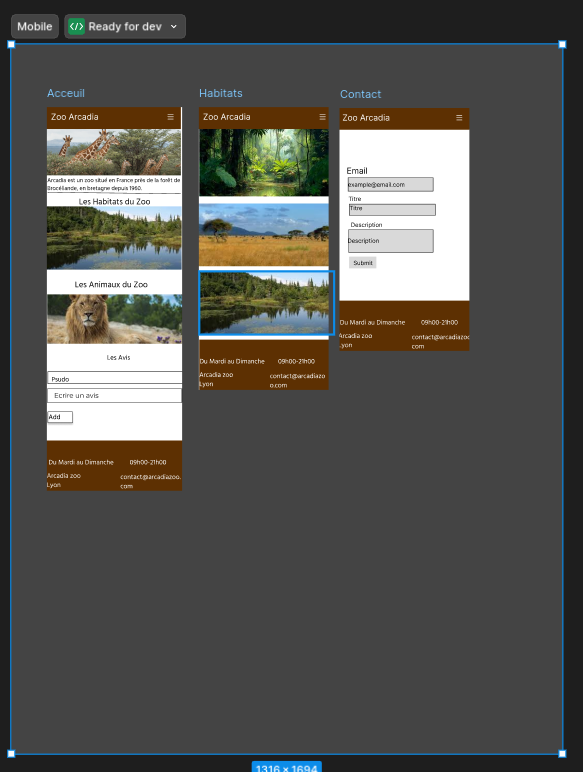 Mobile
Ready for dev
Acceuil
Zoo Arcadia
Arcadia est un zoo situé en France près de la forêt de
Brocéliande, en bretagne depuis 1960.
Les Habitats du Zoo
Les Animaux du Zoo
Les Avis
Psudo
Ecrire un avis
Add
Du Mardi au Dimanche
09h00-21h00
Arcadia zoo
Lyon
contact@arcadiazoo.
com
Habitats
Zoo Arcadia
Du Mardi au Dimanche
09h00-21h00
Arcadia zoo
Lyon
contact@arcadiazo
o.com
Contact
Zoo Arcadia
Email
example@email.com
Titre
Titre
Description
Description
Submit
Du Mardi au Dimanche
09h00-21h00
Arcadia zoo
Lyon
contact@arcadiazoo
com
1316 × 1694